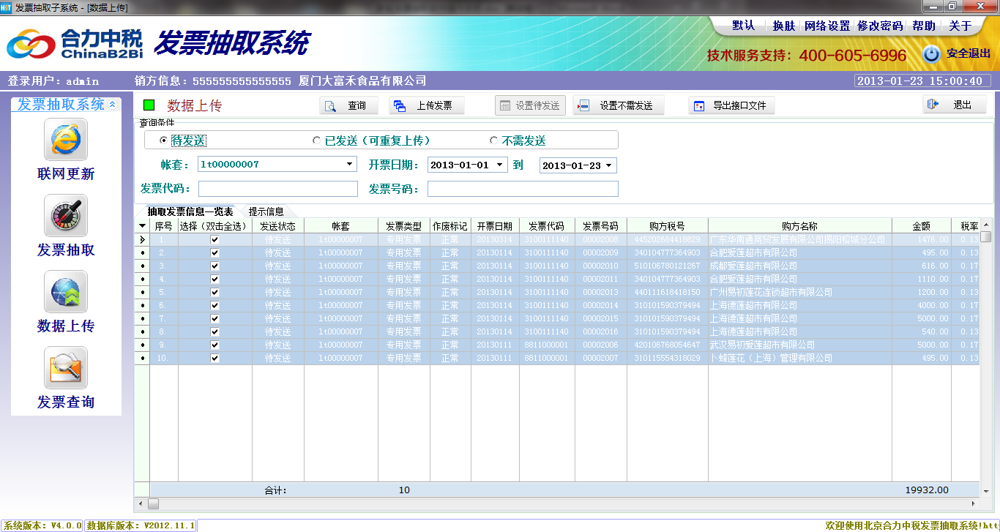 发票抽取子系统 - [数据上传]
合力中税
ChinaB2Bi
发票抽取系统
默认 换肤 网络设置 修改密码 帮助 关于
技术服务支持：400-605-6996 安全退出
登录用户：admin 销方信息：555555555555555 厦门大富禾食品有限公司 2013-01-23 15:00:40
发票抽取系统
联网更新
发票抽取
数据上传
发票查询
数据上传 查询 上传发票 设置待发送 设置不需发送 导出接口文件 退出
查询条件
待发送 已发送（可重复上传） 不需发送
帐套： lt00000007 开票日期： 2013-01-01 到 2013-01-23
发票代码： 发票号码：
抽取发票信息一览表 提示信息
序号 选择（双击全选） 发送状态 帐套 发票类型 作废标记 开票日期 发票代码 发票号码 购方税号 购方名称 金额 税率
1. 待发送 lt00000007 专用发票 正常 20130314 3100111140 00002008 445202684418829 广东华南通商贸发展有限公司揭阳榕城分公司 1476.00 0.13
2. 待发送 lt00000007 专用发票 正常 20130114 3100111140 00002009 340104777364903 合肥爱莲超市有限公司 495.00 0.13
3. 待发送 lt00000007 专用发票 正常 20130114 3100111140 00002010 510106780121267 成都爱莲超市有限公司 616.00 0.17
4. 待发送 lt00000007 专用发票 正常 20130114 3100111140 00002011 340104777364903 合肥爱莲超市有限公司 1110.00 0.17
5. 待发送 lt00000007 专用发票 正常 20130114 3100111140 00002013 440111618418150 广州易初莲花连锁超市有限公司 1200.00 0.13
6. 待发送 lt00000007 专用发票 正常 20130114 3100111140 00002014 310101590379494 上海德莲超市有限公司 4000.00 0.17
7. 待发送 lt00000007 专用发票 正常 20130114 3100111140 00002015 310101590379494 上海德莲超市有限公司 5000.00 0.17
8. 待发送 lt00000007 专用发票 正常 20130114 3100111140 00002016 310101590379494 上海德莲超市有限公司 540.00 0.13
9. 待发送 lt00000007 专用发票 正常 20130111 8811000001 00002006 420106768054647 武汉易初爱莲超市有限公司 5000.00 0.17
10. 待发送 lt00000007 专用发票 正常 20130111 8811000001 00002007 310115554318029 卜蜂莲花（上海）管理有限公司 495.00 0.13
合计： 10 19932.00
系统版本：V4.0.0 数据库版本：V2012.11.1 欢迎使用北京合力中税发票抽取系统!htt